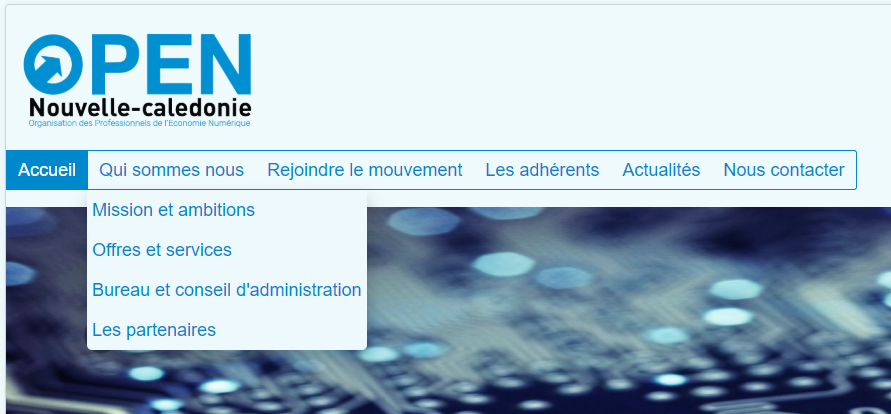 OPEN
Nouvelle-caledonie
Organisation des Professionnels de l'Economie Numérique
Accueil Qui sommes nous Rejoindre le mouvement Les adhérents Actualités Nous contacter
Mission et ambitions
Offres et services
Bureau et conseil d'administration
Les partenaires